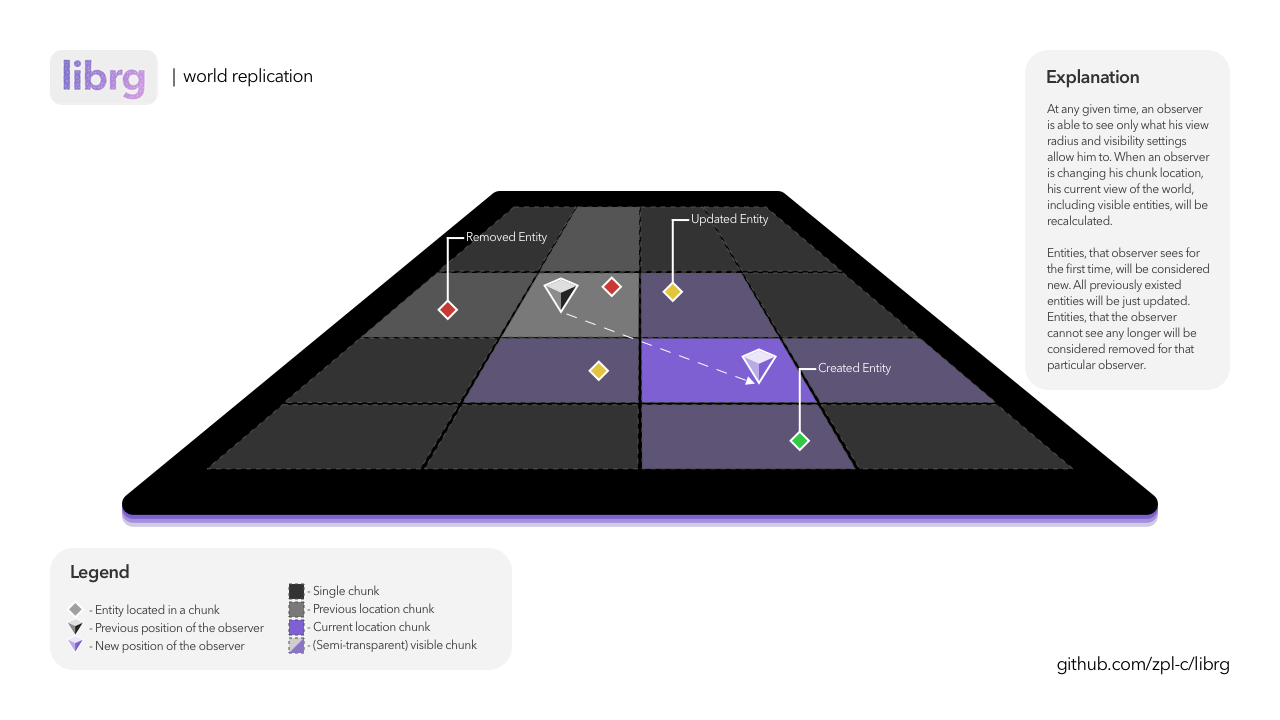 librg | world replication
Explanation
At any given time, an observer
is able to see only what his view
radius and visibility settings
allow him to. When an observer
is changing his chunk location,
his current view of the world,
including visible entities, will be
recalculated.
Entities, that observer sees for
the first time, will be considered
new. All previously existed
entities will be just updated.
Entities, that the observer
cannot see any longer will be
considered removed for that
particular observer.
Updated Entity
Removed Entity
Created Entity
Legend
- Entity located in a chunk
- Previous position of the observer
- New position of the observer
- Single chunk
- Previous location chunk
- Current location chunk
- (Semi-transparent) visible chunk
github.com/zpl-c/librg